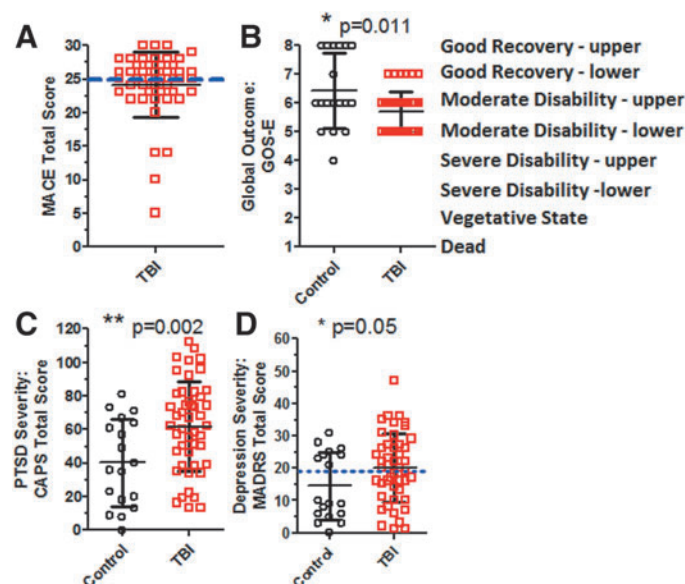 A
MACE Total Score
30
25
20
15
10
5
0
TBI
B
* p=0.011
Global Outcome:
GOS-E
8
7
6
5
4
3
2
1
Control
TBI
Good Recovery - upper
Good Recovery - lower
Moderate Disability - upper
Moderate Disability - lower
Severe Disability - upper
Severe Disability -lower
Vegetative State
Dead
C
** p=0.002
PTSD Severity:
CAPS Total Score
120
100
80
60
40
20
0
Control
TBI
D
* p=0.05
Depression Severity:
MADRS Total Score
60
50
40
30
20
10
0
Control
TBI